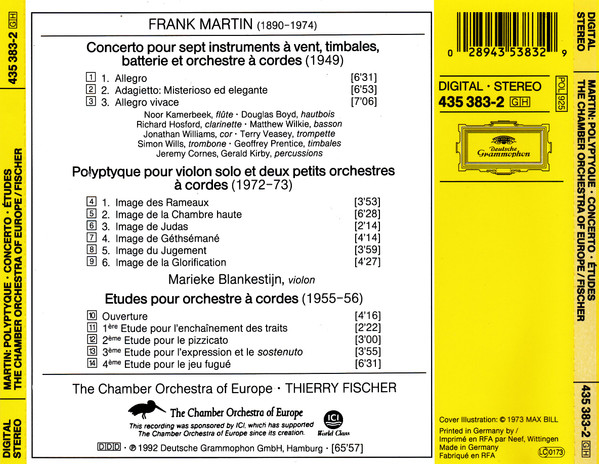 DIGITAL STEREO
MARTIN: POLYPTYQUE · CONCERTO · ÉTUDES
THE CHAMBER ORCHESTRA OF EUROPE / FISCHER
435 383-2 GH
FRANK MARTIN (1890-1974)
Concerto pour sept instruments à vent, timbales,
batterie et orchestre à cordes (1949)
1 1. Allegro [6'31]
2 2. Adagietto: Misterioso ed elegante [6'53]
3 3. Allegro vivace [7'06]
Noor Kamerbeek, flûte · Douglas Boyd, hautbois
Richard Hosford, clarinette · Matthew Wilkie, basson
Jonathan Williams, cor · Terry Veasey, trompette
Simon Wills, trombone · Geoffrey Prentice, timbales
Jeremy Cornes, Gerald Kirby, percussions
Polyptyque pour violon solo et deux petits orchestres
à cordes (1972-73)
4 1. Image des Rameaux [3'53]
5 2. Image de la Chambre haute [6'28]
6 3. Image de Judas [2'14]
7 4. Image de Géthsémané [4'14]
8 5. Image du Jugement [3'59]
9 6. Image de la Glorification [4'27]
Marieke Blankestijn, violon
Etudes pour orchestre à cordes (1955-56)
10 Ouverture [4'16]
11 1ère Etude pour l'enchaînement des traits [2'22]
12 2ème Etude pour le pizzicato [3'00]
13 3ème Etude pour l'expression et le sostenuto [3'55]
14 4ème Etude pour le jeu fugué [6'31]
The Chamber Orchestra of Europe · THIERRY FISCHER
The Chamber Orchestra of Europe
This recording was sponsored by ICI, which has supported
The Chamber Orchestra of Europe since its creation.
ICI
World Class
DDD · ℗ 1992 Deutsche Grammophon GmbH, Hamburg · [65'57]
0 28943 53832 9
DIGITAL · STEREO
435 383-2 GH
POL 925
Deutsche
Grammophon
Cover Illustration: © 1973 MAX BILL
Printed in Germany by /
Imprimé en RFA par Neef, Wittingen
Made in Germany
Fabriqué en RFA
LC 0173
DIGITAL STEREO
MARTIN: POLYPTYQUE · CONCERTO · ÉTUDES
THE CHAMBER ORCHESTRA OF EUROPE / FISCHER
435 383-2 GH